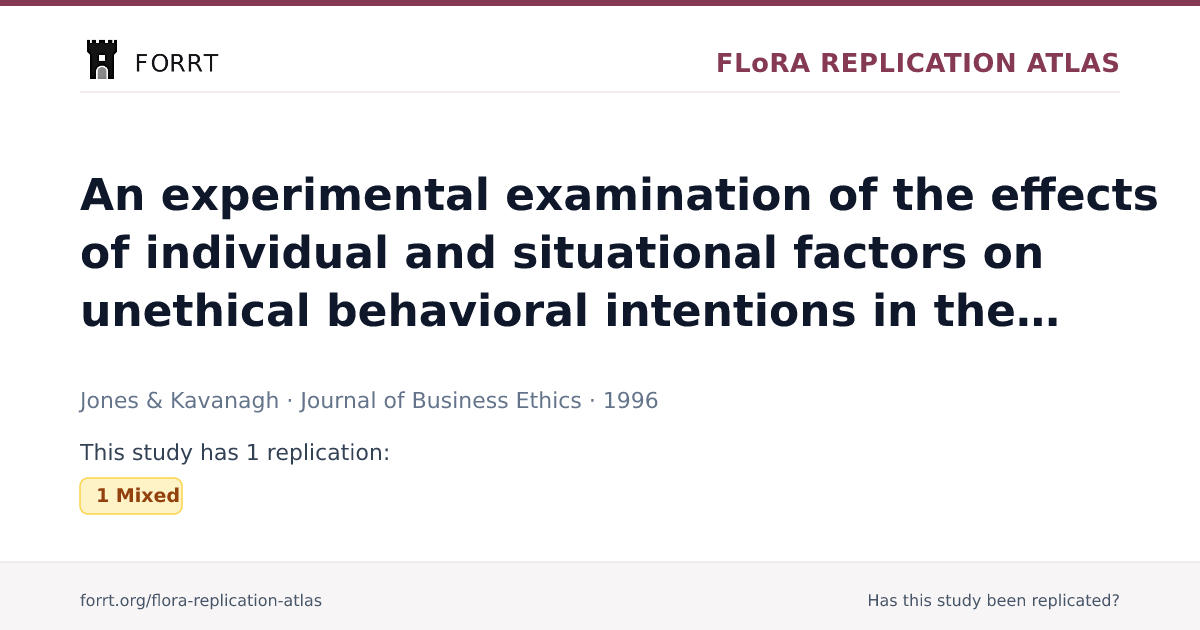 FORRT
FLoRA REPLICATION ATLAS
An experimental examination of the effects
of individual and situational factors on
unethical behavioral intentions in the…
Jones & Kavanagh · Journal of Business Ethics · 1996
This study has 1 replication:
1 Mixed
forrt.org/flora-replication-atlas
Has this study been replicated?